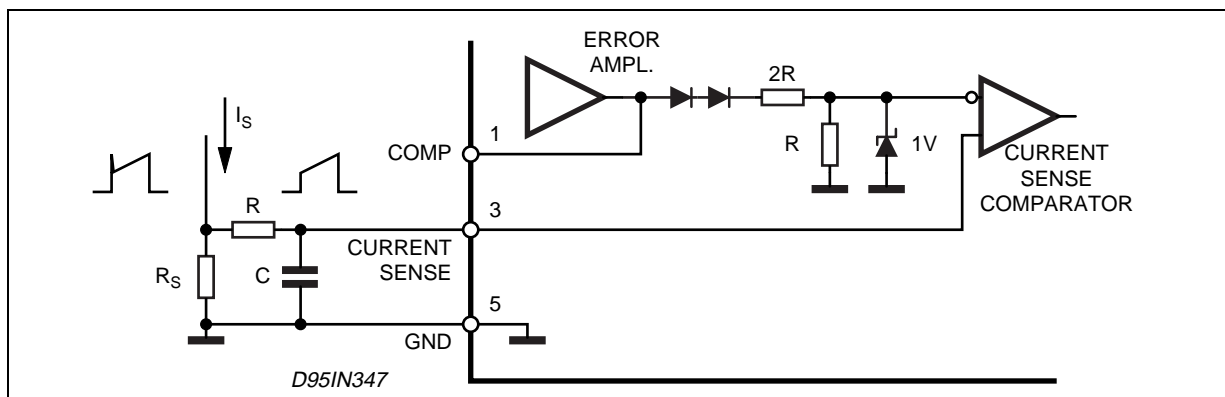 ERROR
AMPL.
2R
I_S
1
COMP
R
1V
CURRENT
SENSE
COMPARATOR
R
3
CURRENT
SENSE
R_S
C
5
GND
D95IN347